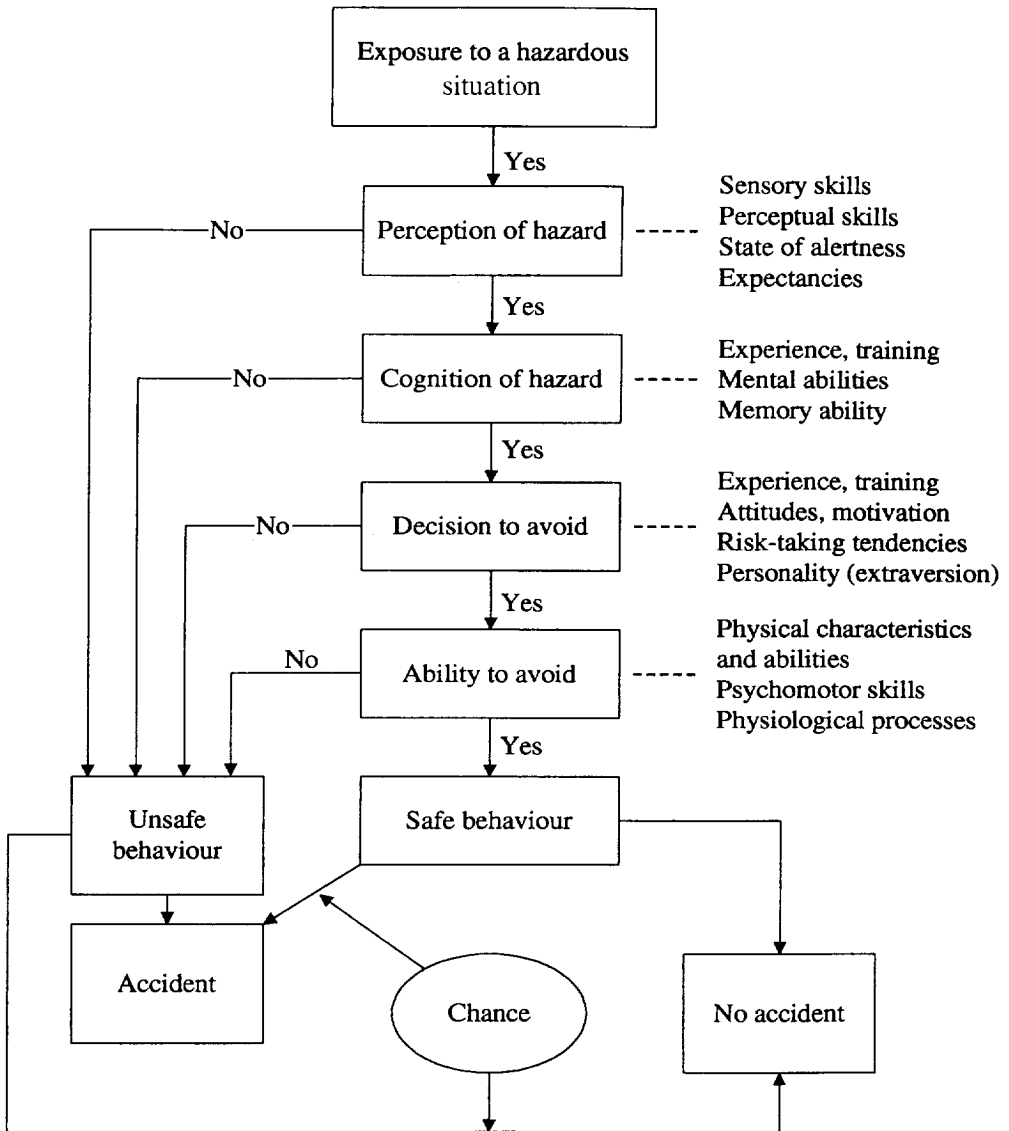 Exposure to a hazardous
situation
Yes
Sensory skills
Perceptual skills
State of alertness
Expectancies
No
Perception of hazard
Yes
Experience, training
Mental abilities
Memory ability
No
Cognition of hazard
Yes
Experience, training
Attitudes, motivation
Risk-taking tendencies
Personality (extraversion)
No
Decision to avoid
Yes
Physical characteristics
and abilities
Psychomotor skills
Physiological processes
No
Ability to avoid
Yes
Unsafe
behaviour
Safe behaviour
Accident
Chance
No accident